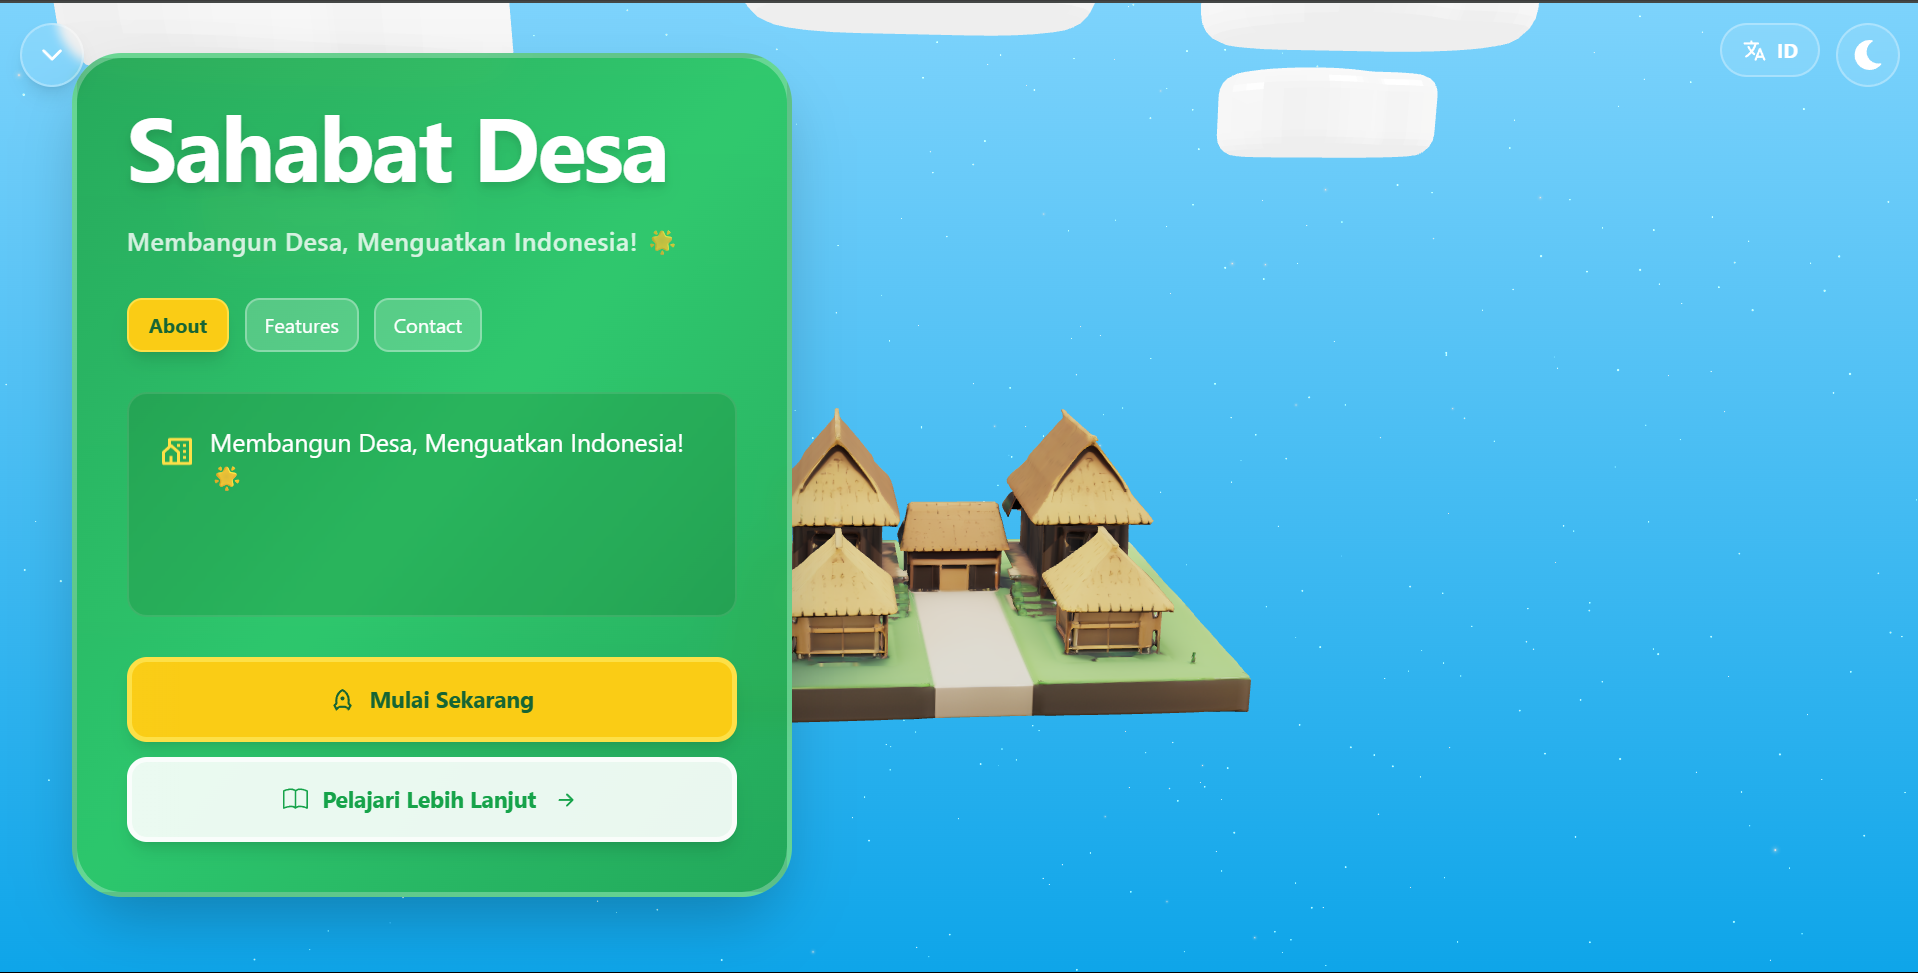 ID
Sahabat Desa
Membangun Desa, Menguatkan Indonesia! 🌟
About
Features
Contact
Membangun Desa, Menguatkan Indonesia!
🌟
Mulai Sekarang
Pelajari Lebih Lanjut →